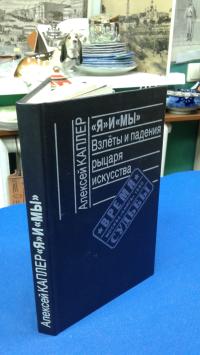 Алексей КАПЛЕР
«Я»И«МЫ»
Взлёты и падения
рыцаря
искусства
ВРЕМЯ
СУДЬБЫ
Алексей КАПЛЕР «Я»И«МЫ»